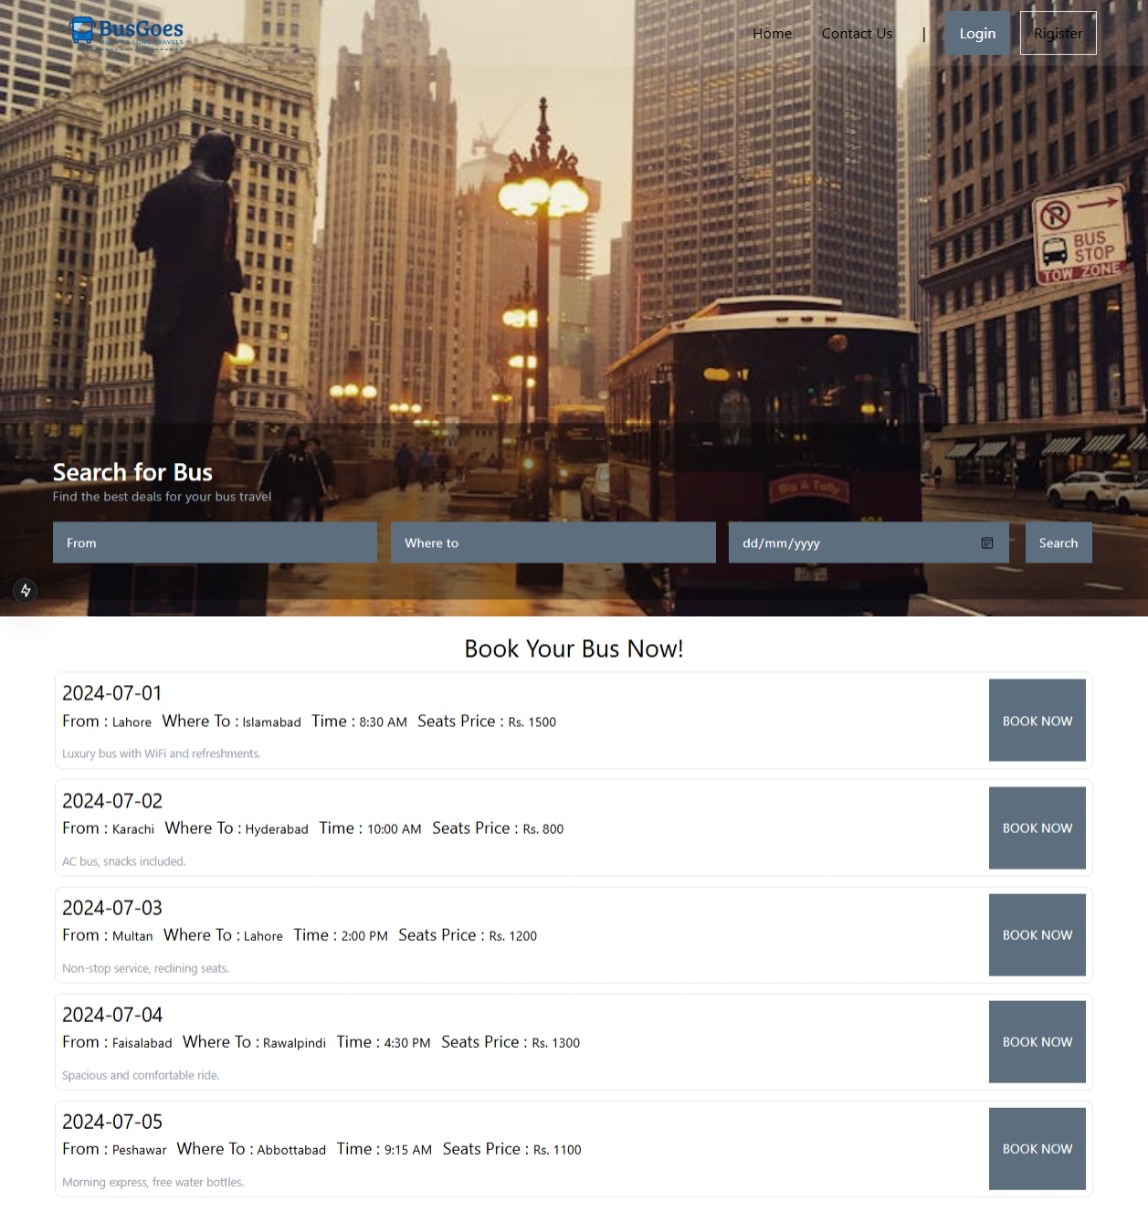 BusGoes
Home Contact Us | Login Rigister
BUS
STOP
TOW ZONE
Search for Bus
Find the best deals for your bus travel
From Where to dd/mm/yyyy Search
Book Your Bus Now!
2024-07-01
From : Lahore Where To : Islamabad Time : 8:30 AM Seats Price : Rs. 1500
BOOK NOW
Luxury bus with WiFi and refreshments.
2024-07-02
From : Karachi Where To : Hyderabad Time : 10:00 AM Seats Price : Rs. 800
BOOK NOW
AC bus, snacks included.
2024-07-03
From : Multan Where To : Lahore Time : 2:00 PM Seats Price : Rs. 1200
BOOK NOW
Non-stop service, reclining seats.
2024-07-04
From : Faisalabad Where To : Rawalpindi Time : 4:30 PM Seats Price : Rs. 1300
BOOK NOW
Spacious and comfortable ride.
2024-07-05
From : Peshawar Where To : Abbottabad Time : 9:15 AM Seats Price : Rs. 1100
BOOK NOW
Morning express, free water bottles.